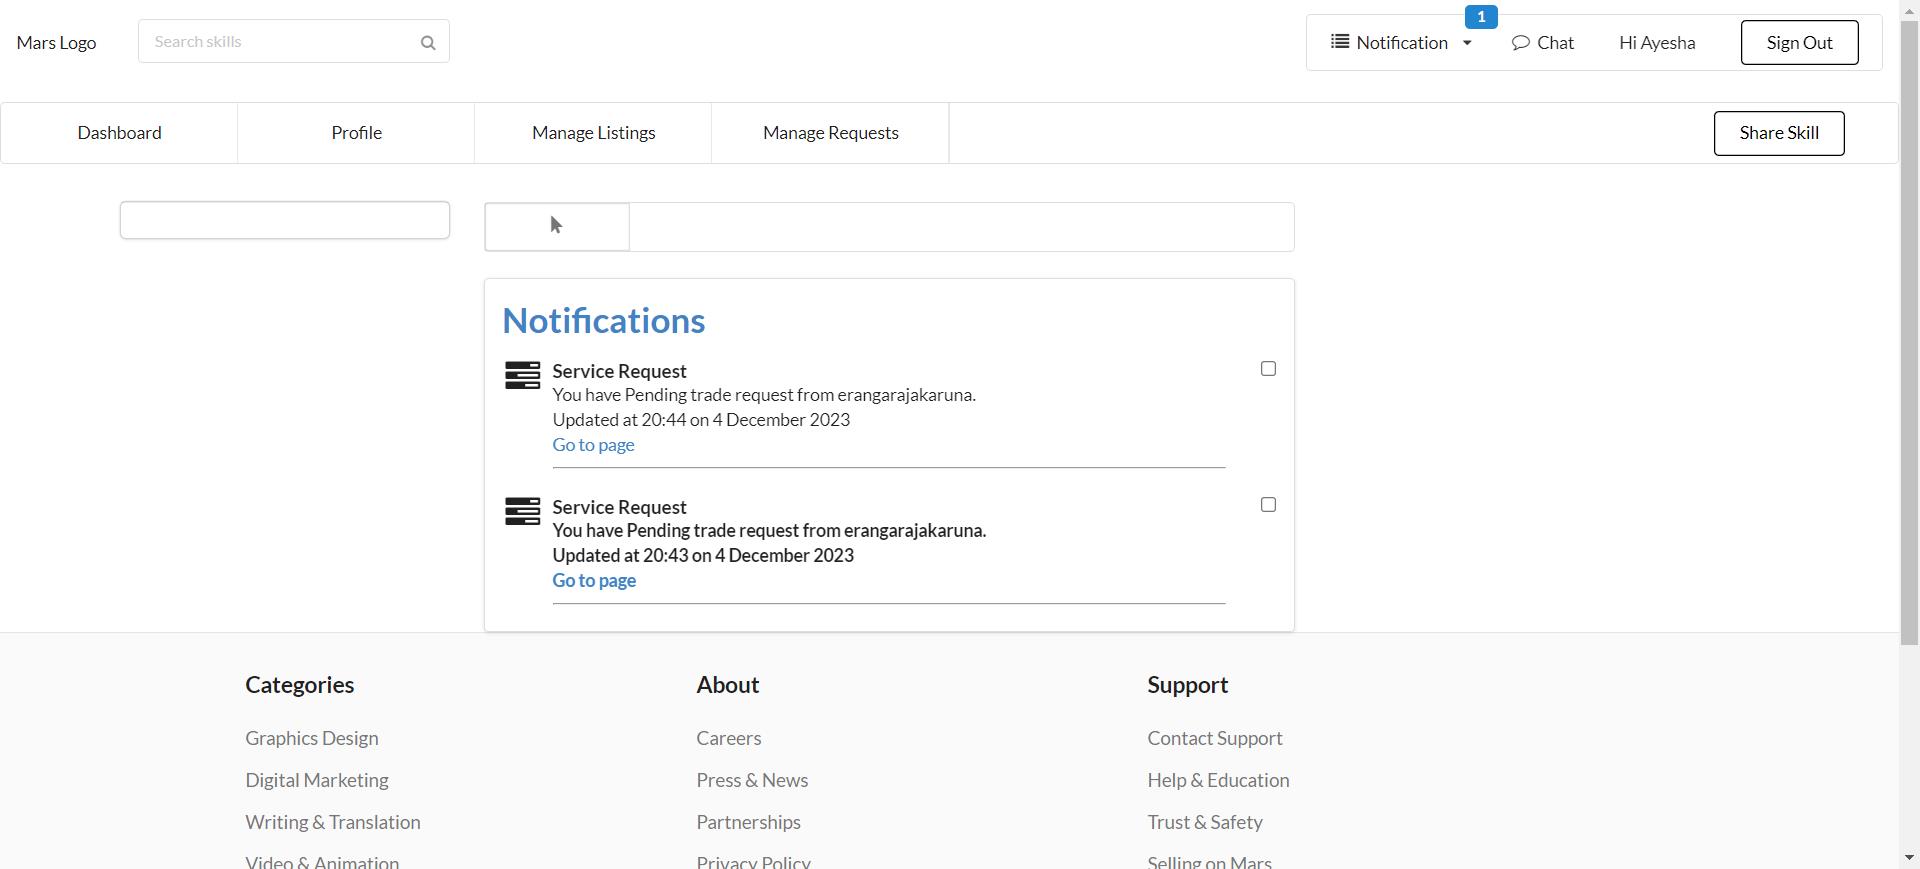 Mars Logo
Search skills
1
Notification
Chat
Hi Ayesha
Sign Out
Dashboard
Profile
Manage Listings
Manage Requests
Share Skill
Notifications
Service Request
You have Pending trade request from erangarajakaruna.
Updated at 20:44 on 4 December 2023
Go to page
Service Request
You have Pending trade request from erangarajakaruna.
Updated at 20:43 on 4 December 2023
Go to page
Categories
Graphics Design
Digital Marketing
Writing & Translation
Video & Animation
About
Careers
Press & News
Partnerships
Privacy Policy
Support
Contact Support
Help & Education
Trust & Safety
Selling on Mars